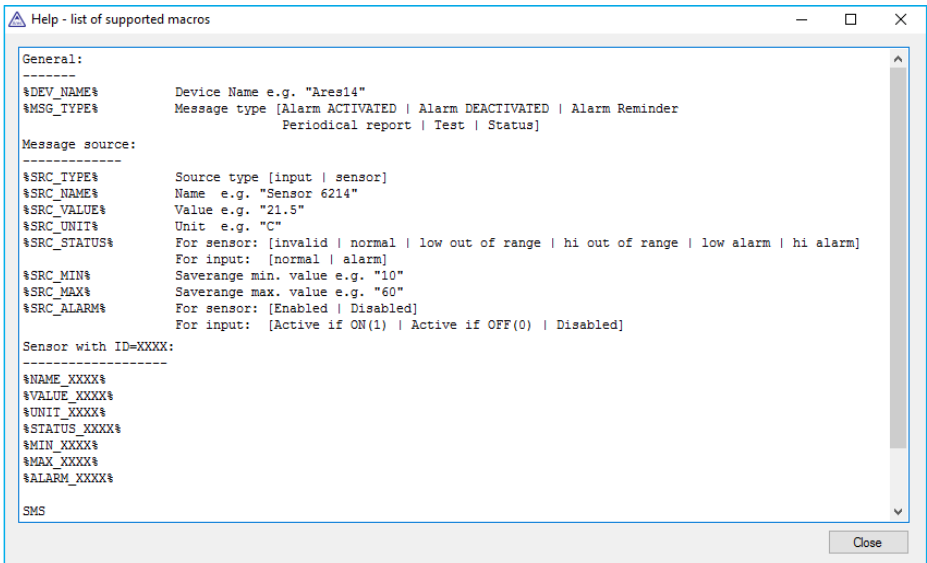 Help - list of supported macros
General:
-------
%DEV_NAME% Device Name e.g. "Ares14"
%MSG_TYPE% Message type [Alarm ACTIVATED | Alarm DEACTIVATED | Alarm Reminder
Periodical report | Test | Status]
Message source:
-------------
%SRC_TYPE% Source type [input | sensor]
%SRC_NAME% Name  e.g. "Sensor 6214"
%SRC_VALUE% Value e.g. "21.5"
%SRC_UNIT% Unit  e.g. "C"
%SRC_STATUS% For sensor: [invalid | normal | low out of range | hi out of range | low alarm | hi alarm]
For input:  [normal | alarm]
%SRC_MIN% Saverange min. value e.g. "10"
%SRC_MAX% Saverange max. value e.g. "60"
%SRC_ALARM% For sensor: [Enabled | Disabled]
For input:  [Active if ON(1) | Active if OFF(0) | Disabled]
Sensor with ID=XXXX:
-------------------
%NAME_XXXX%
%VALUE_XXXX%
%UNIT_XXXX%
%STATUS_XXXX%
%MIN_XXXX%
%MAX_XXXX%
%ALARM_XXXX%
SMS
Close